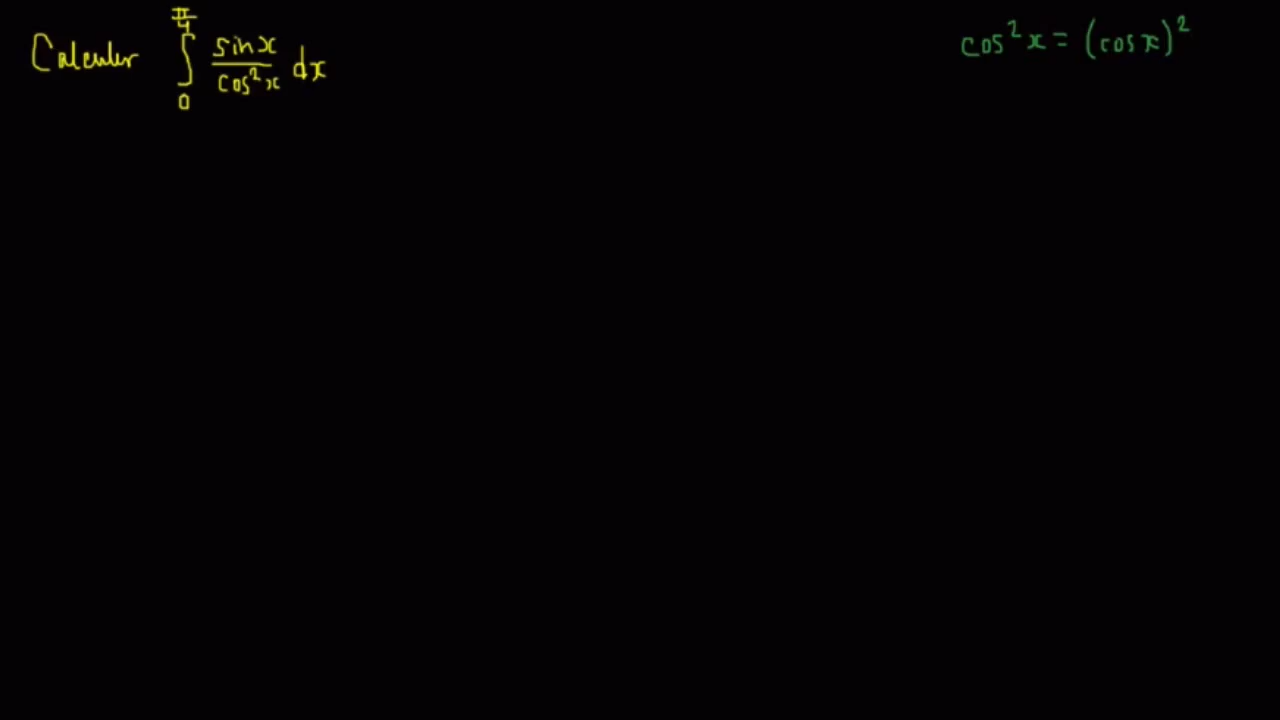 Calculer ∫₀^(π/4) sin x / cos² x dx
cos² x = (cos x)²